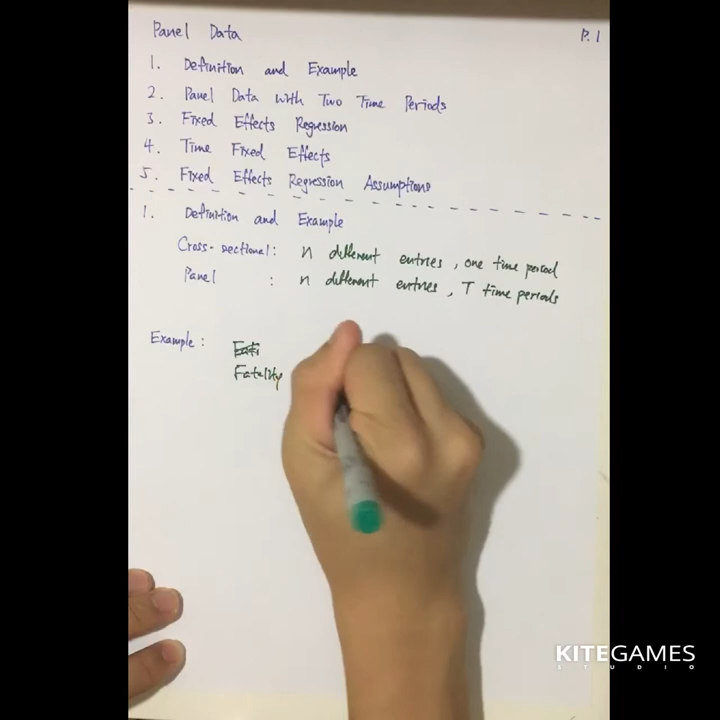 Panel Data P.1
1. Definition and Example
2. Panel Data with Two Time Periods
3. Fixed Effects Regression
4. Time Fixed Effects
5. Fixed Effects Regression Assumptions
1. Definition and Example
Cross-sectional: n different entries, one time period
Panel : n different entries, T time periods
Example: Fati
Fatality
KITEGAMES
STUDIO